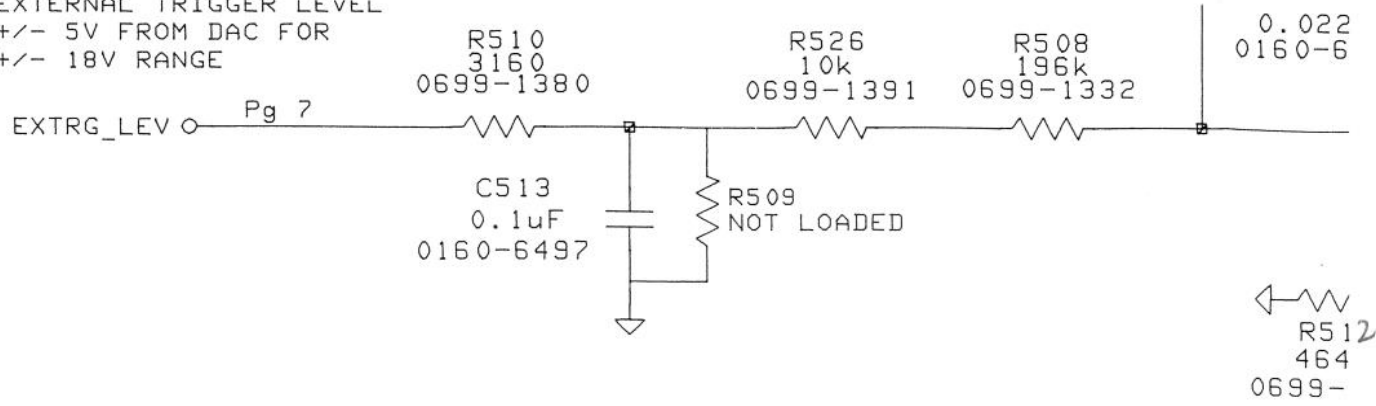 EXTERNAL TRIGGER LEVEL
+/- 5V FROM DAC FOR
+/- 18V RANGE
R510
3160
0699-1380
R526
10k
0699-1391
R508
196k
0699-1332
0.022
0160-6
EXTRG_LEV
Pg 7
C513
0.1uF
0160-6497
R509
NOT LOADED
R512
464
0699-